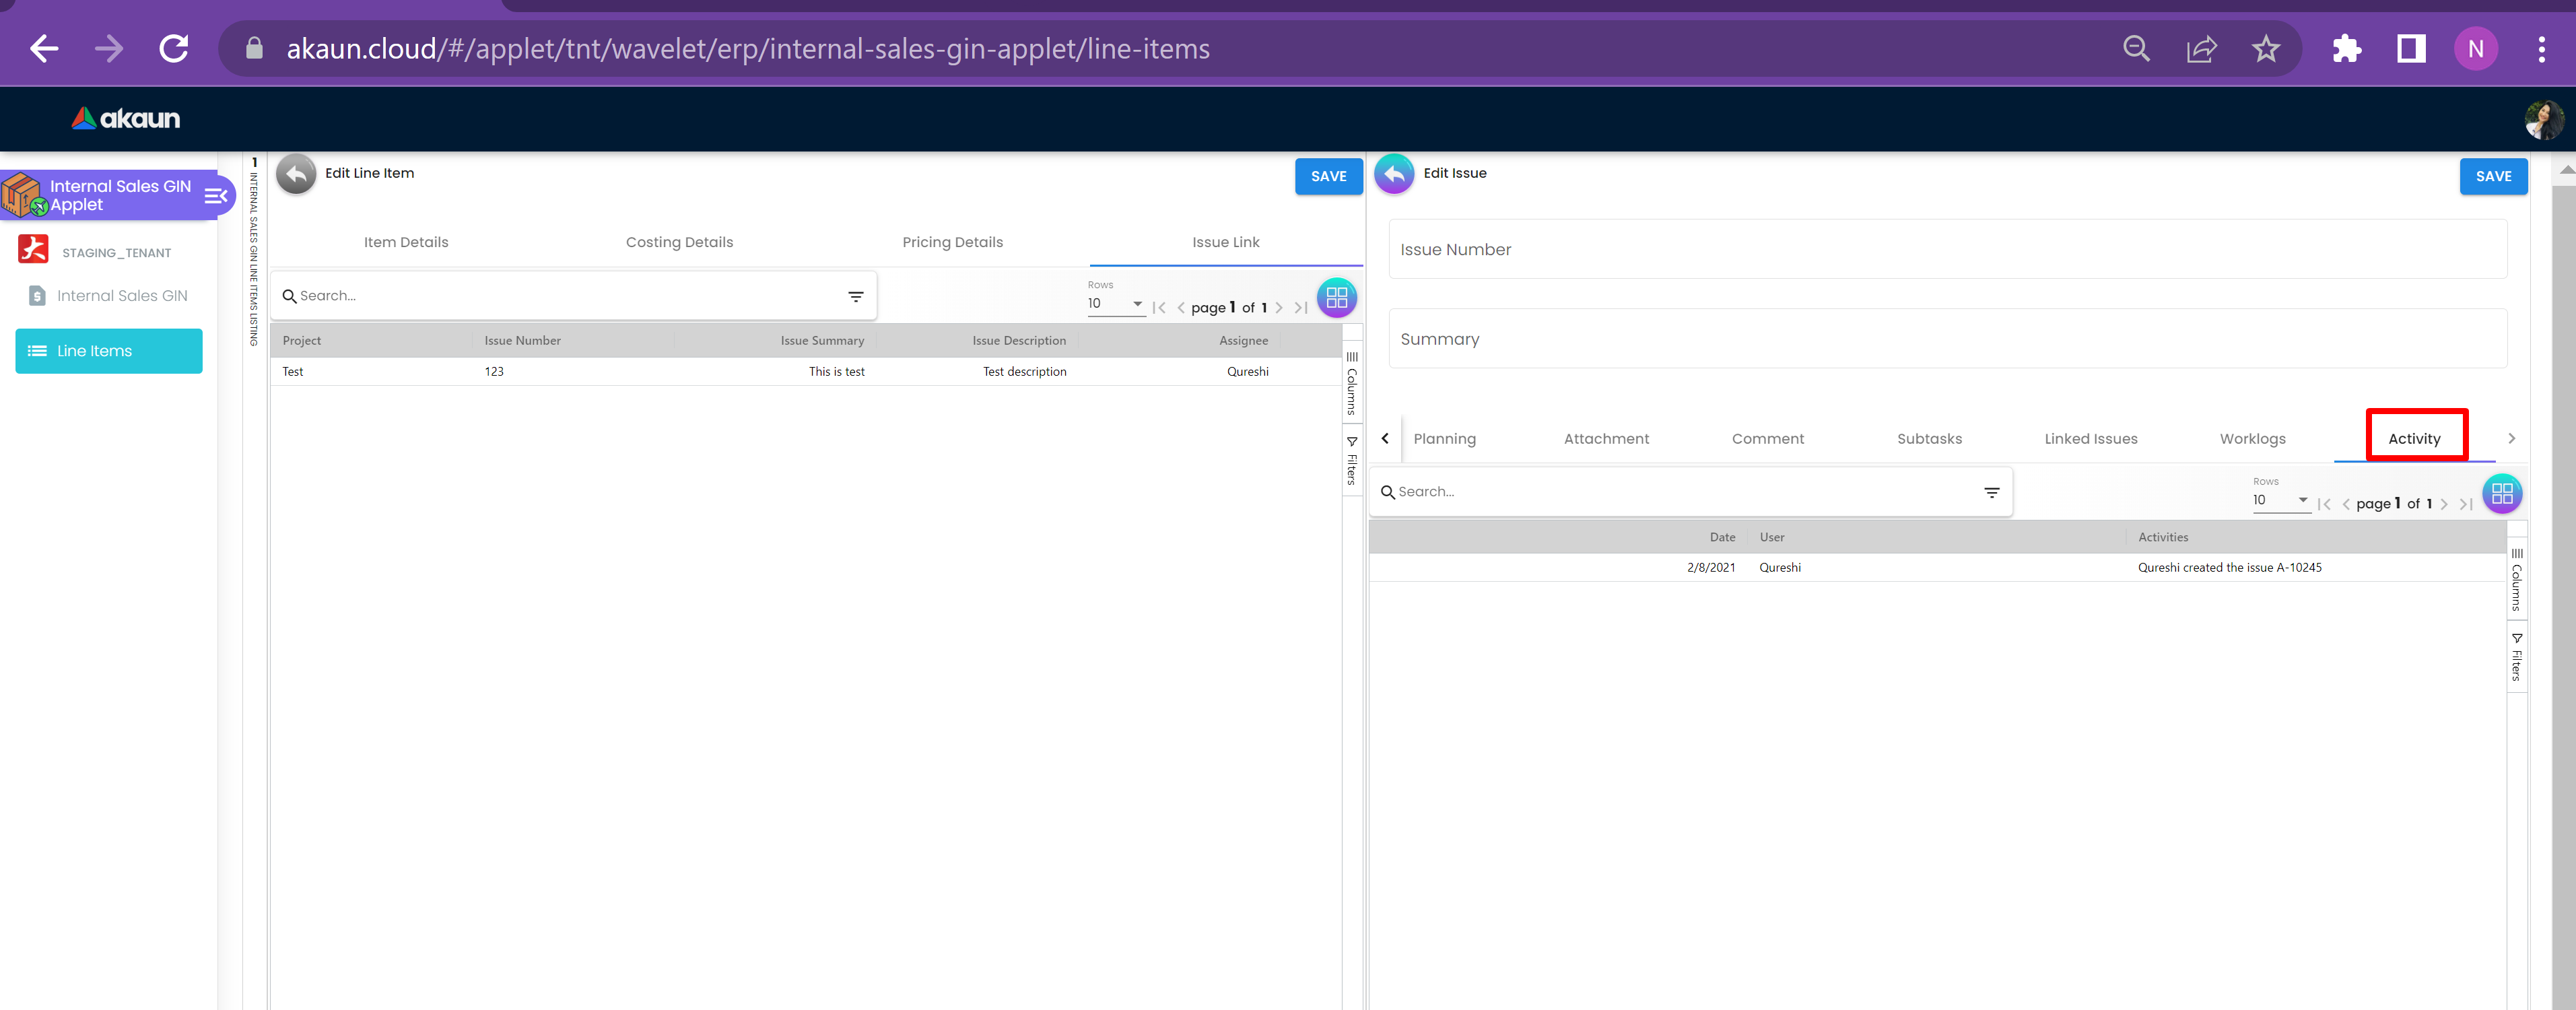 akaun.cloud/#/applet/tnt/wavelet/erp/internal-sales-gin-applet/line-items
N
akaun
Internal Sales GIN
Applet
STAGING_TENANT
Internal Sales GIN
Line Items
1 INTERNAL SALES GIN LINE ITEMS LISTING
Edit Line Item
SAVE
Item Details
Costing Details
Pricing Details
Issue Link
Search...
Rows
10
page 1 of 1
Project
Issue Number
Issue Summary
Issue Description
Assignee
Test
123
This is test
Test description
Qureshi
Columns
Filters
Edit Issue
SAVE
Issue Number
Summary
Planning
Attachment
Comment
Subtasks
Linked Issues
Worklogs
Activity
Search...
Rows
10
page 1 of 1
Date
User
Activities
2/8/2021
Qureshi
Qureshi created the issue A-10245
Columns
Filters